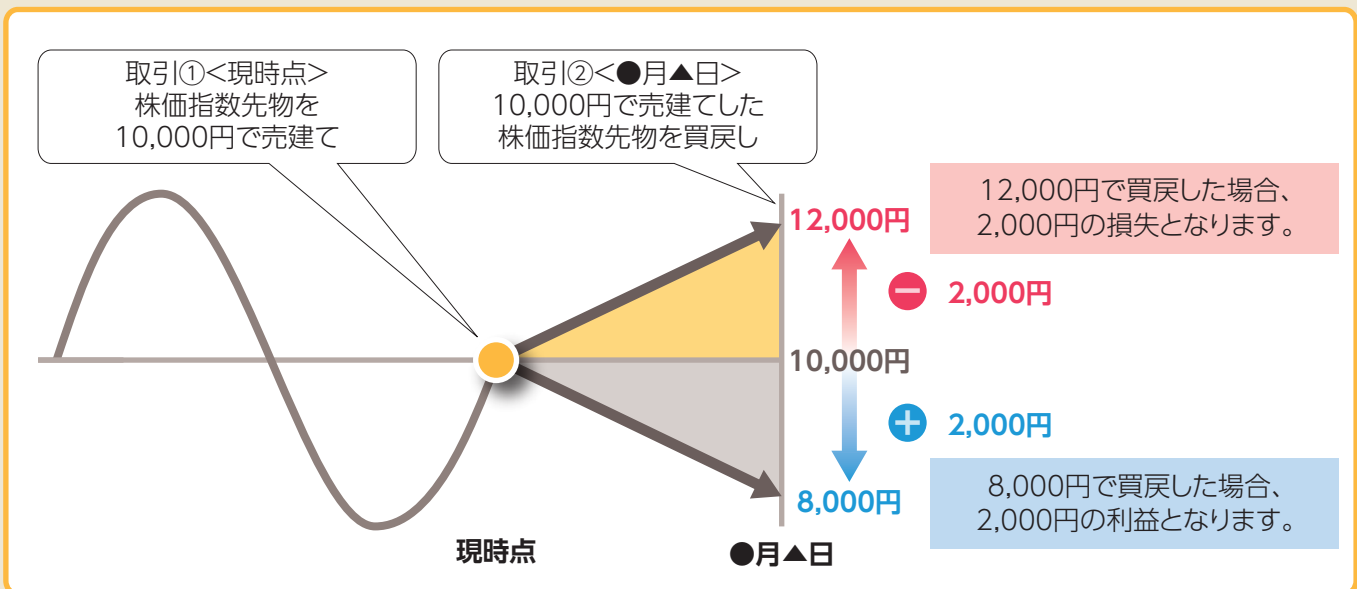 取引①<現時点>
株価指数先物を
10,000円で売建て
取引②<●月▲日>
10,000円で売建てした
株価指数先物を買戻し
12,000円
12,000円で買戻した場合、
2,000円の損失となります。
2,000円
10,000円
2,000円
8,000円
8,000円で買戻した場合、
2,000円の利益となります。
現時点
●月▲日